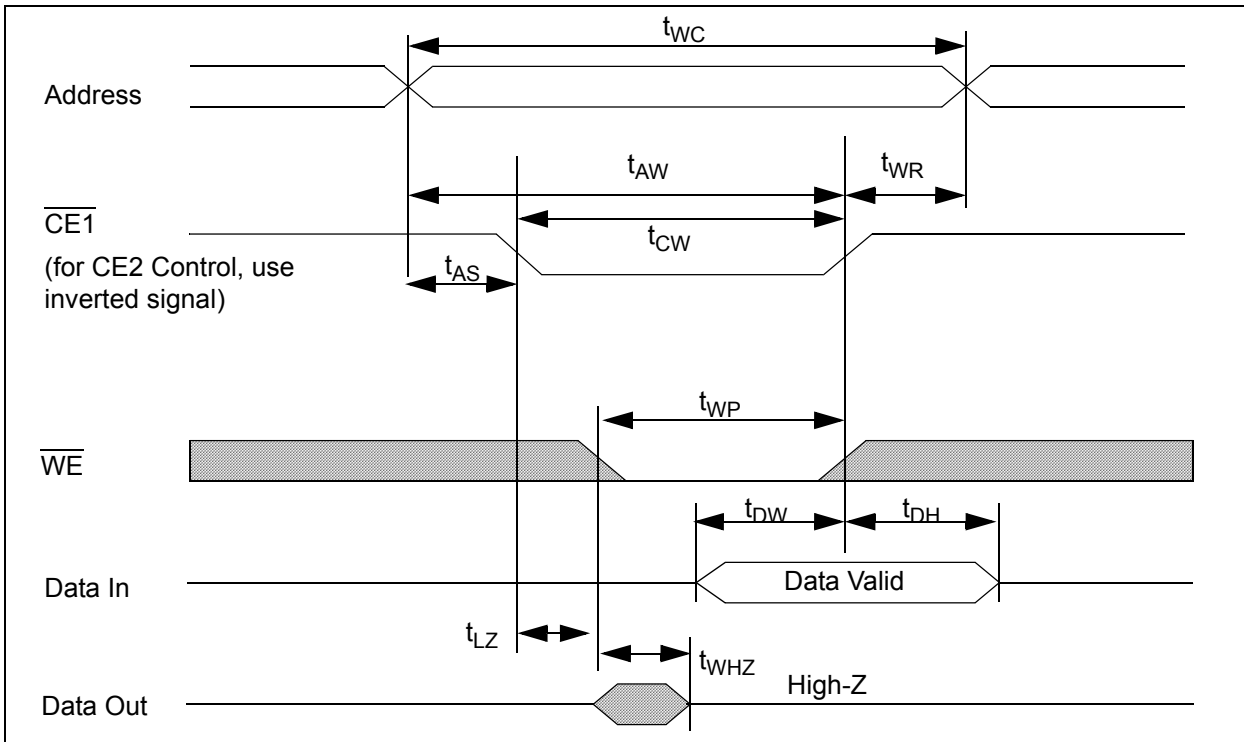 tWC
Address
tAW
tWR
CE1
tCW
(for CE2 Control, use
inverted signal)
tAS
tWP
WE
tDW
tDH
Data In
Data Valid
tLZ
tWHZ
High-Z
Data Out